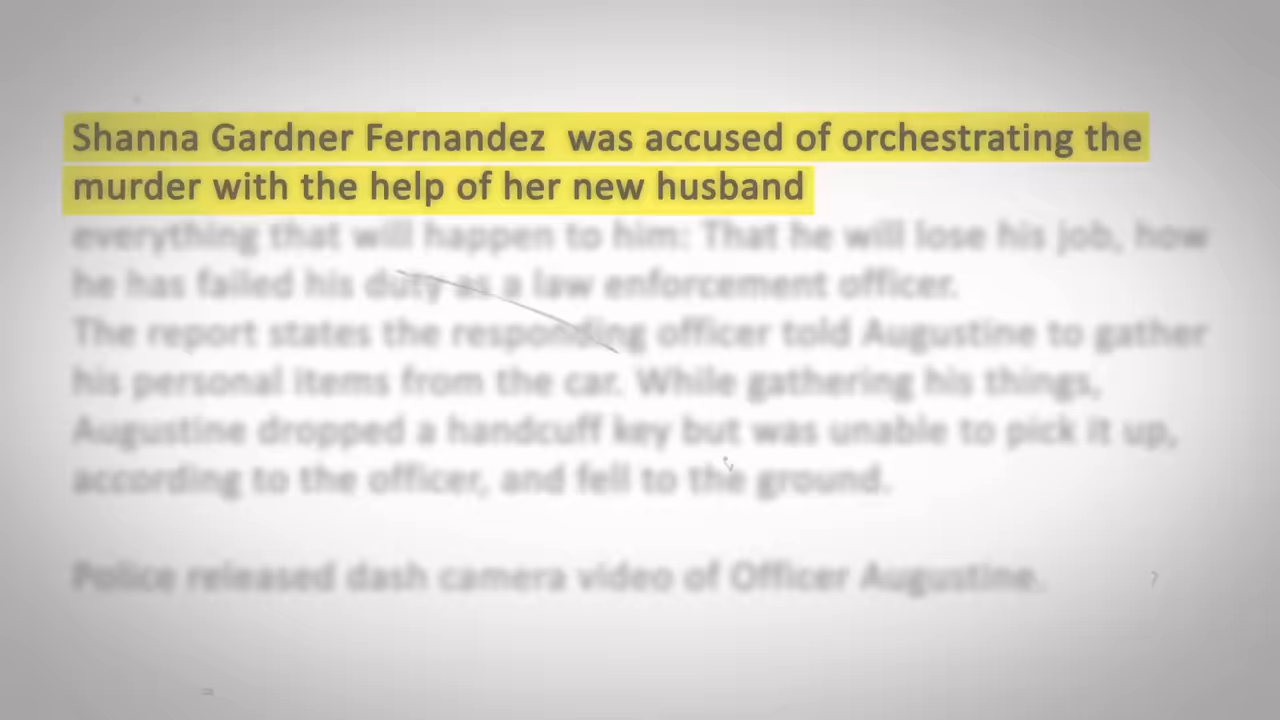 Shanna Gardner Fernandez  was accused of orchestrating the
murder with the help of her new husband
everything that will happen to him: That he will lose his job, how
he has failed his duty as a law enforcement officer.
The report states the responding officer told Augustine to gather
his personal items from the car. While gathering his things,
Augustine dropped a handcuff key but was unable to pick it up,
according to the officer, and fell to the ground.
Police released dash camera video of Officer Augustine.